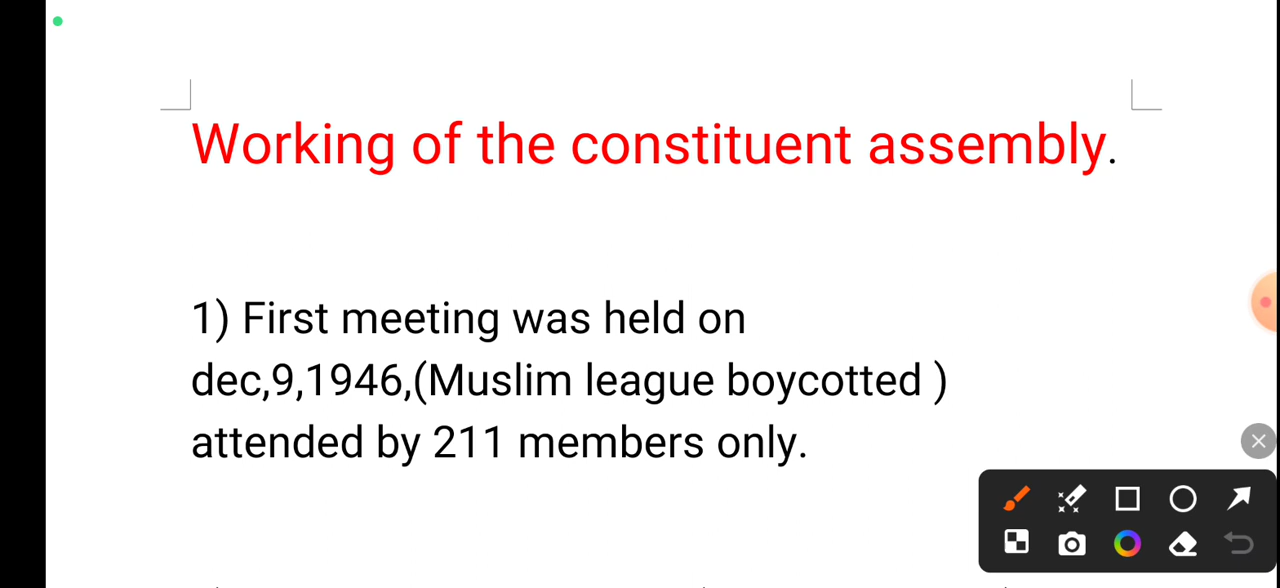 Working of the constituent assembly.
1) First meeting was held on
dec,9,1946,(Muslim league boycotted )
attended by 211 members only.